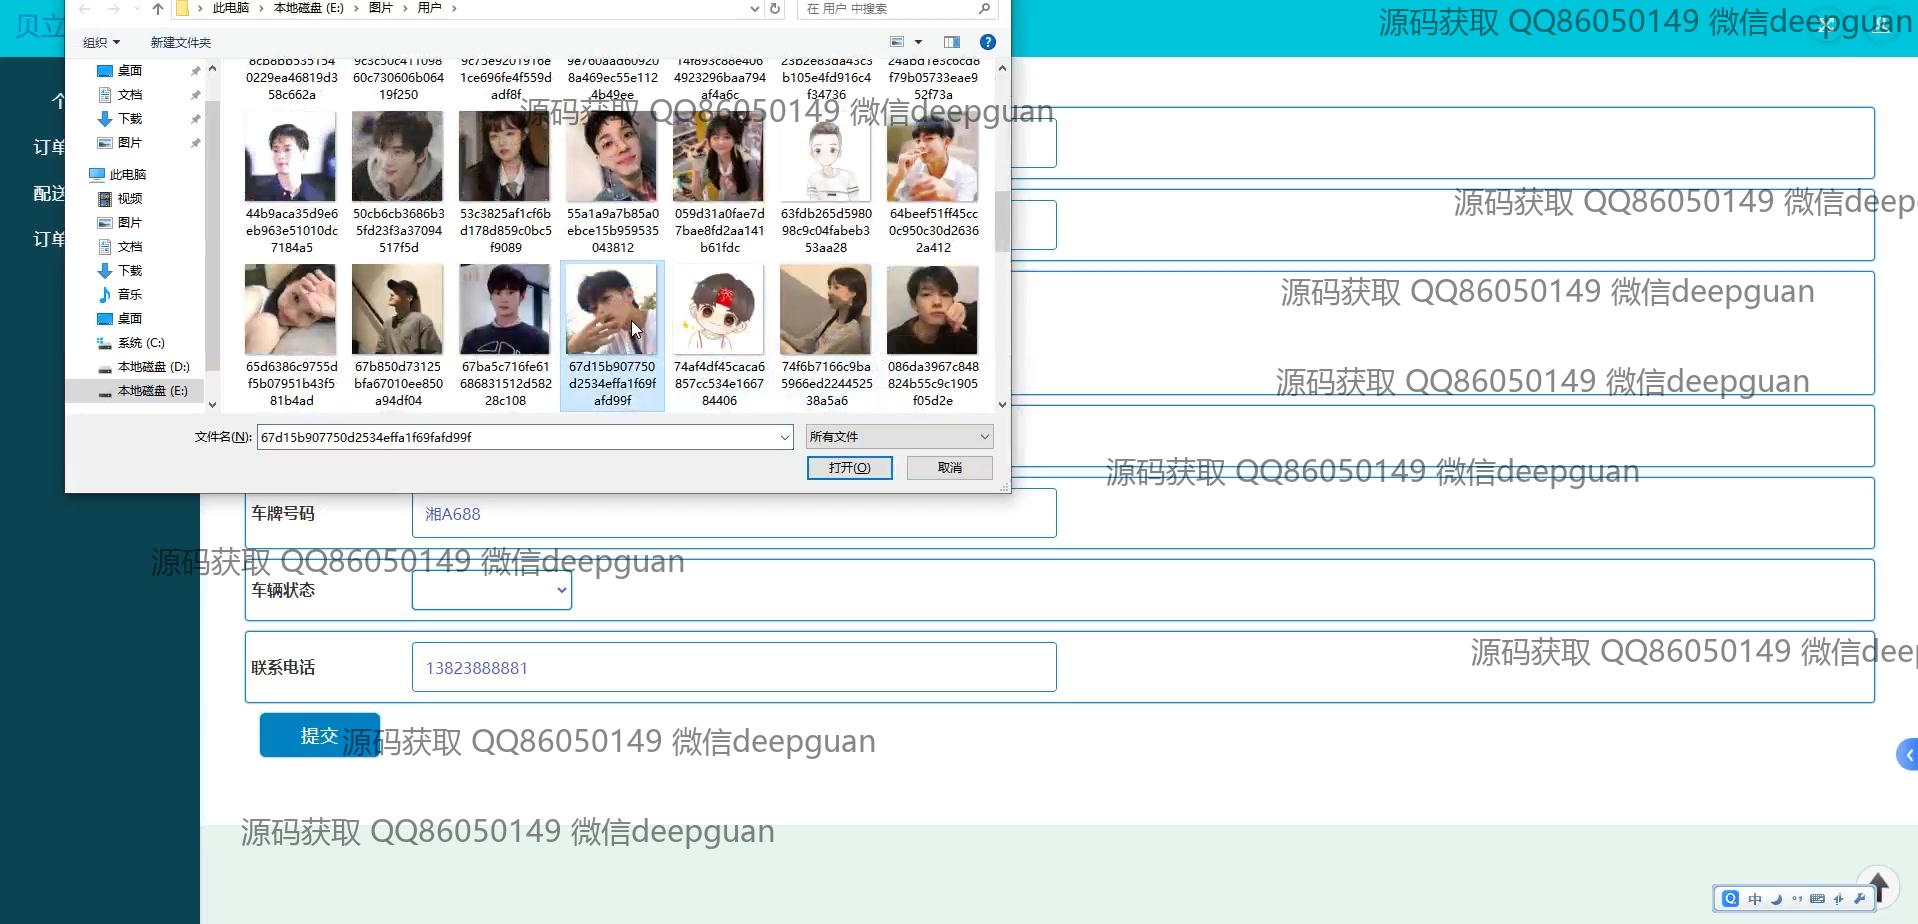 贝立
此电脑 › 本地磁盘 (E:) › 图片 › 用户 ›
在 用户 中搜索
源码获取 QQ86050149 微信deepguan
组织
新建文件夹
桌面
文档
下载
图片
此电脑
视频
图片
文档
下载
音乐
桌面
系统 (C:)
本地磁盘 (D:)
本地磁盘 (E:)
个
订单
配送
订单
0229ea46819d3
60c730606b064
1ce696fe4f559d
8a469ec55e112
4923296baa794
b105e4fd916c4
f79b05733eae9
58c662a
19f250
adf8f
4b49ee
af4a6c
f34736
52f73a
源码获取 QQ86050149 微信deepguan
44b9aca35d9e6
eb963e51010dc
7184a5
50cb6cb3686b3
5fd23f3a37094
517f5d
53c3825af1cf6b
d178d859c0bc5
f9089
55a1a9a7b85a0
ebce15b959535
043812
059d31a0fae7d
7bae8fd2aa141
b61fdc
63fdb265d5980
98c9c04fabeb3
53aa28
64beef51ff45cc
0c950c30d2636
2a412
源码获取 QQ86050149 微信deep
源码获取 QQ86050149 微信deepguan
65d6386c9755d
f5b07951b43f5
81b4ad
67b850d73125
bfa67010ee850
a94df04
67ba5c716fe61
686831512d582
28c108
67d15b907750
d2534effa1f69f
afd99f
74af4df45caca6
857cc534e1667
84406
74f6b7166c9ba
5966ed2244525
38a5a6
086da3967c848
824b55c9c1905
f05d2e
源码获取 QQ86050149 微信deepguan
文件名(N):
67d15b907750d2534effa1f69fafd99f
所有文件
打开(O)
取消
源码获取 QQ86050149 微信deepguan
车牌号码
湘A688
源码获取 QQ86050149 微信deepguan
车辆状态
联系电话
13823888881
源码获取 QQ86050149 微信deep
提交
源码获取 QQ86050149 微信deepguan
源码获取 QQ86050149 微信deepguan
中